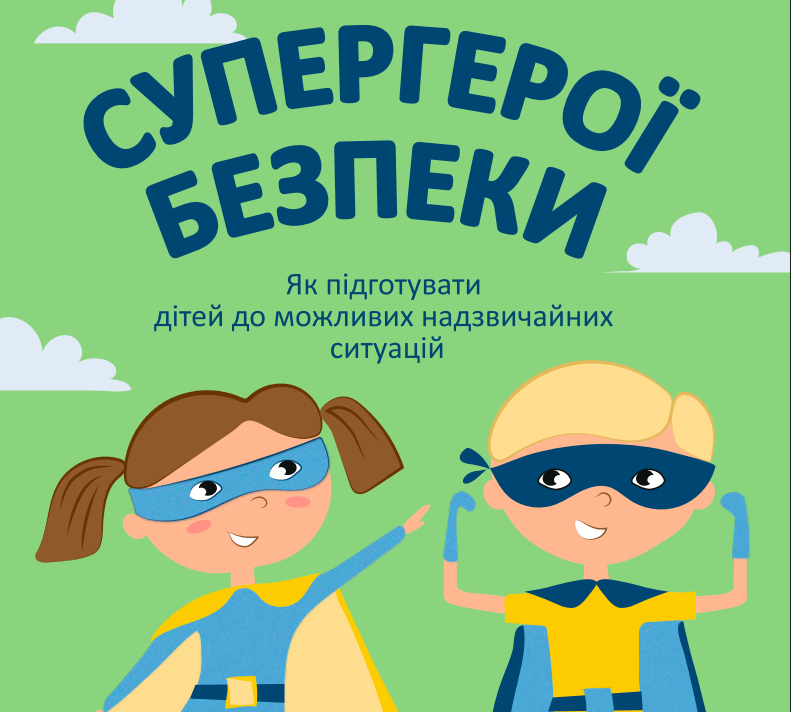 СУПЕРГЕРОЇ
БЕЗПЕКИ
Як підготувати
дітей до можливих надзвичайних
ситуацій